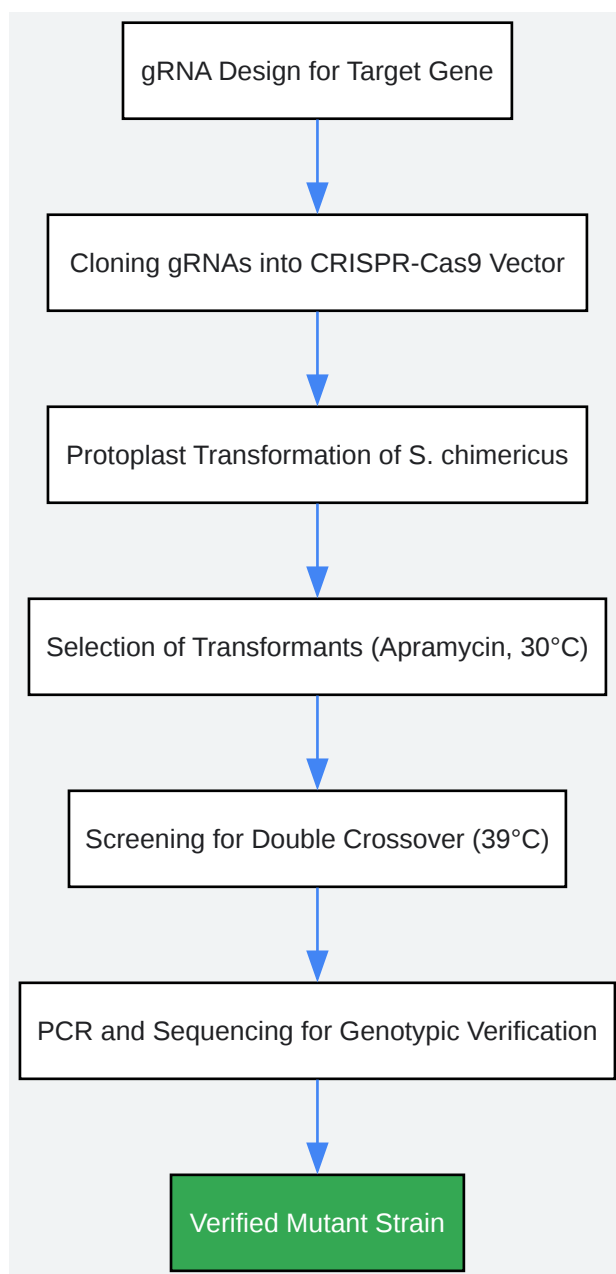 gRNA Design for Target Gene
Cloning gRNAs into CRISPR-Cas9 Vector
Protoplast Transformation of S. chimericus
Selection of Transformants (Apramycin, 30°C)
Screening for Double Crossover (39°C)
PCR and Sequencing for Genotypic Verification
Verified Mutant Strain